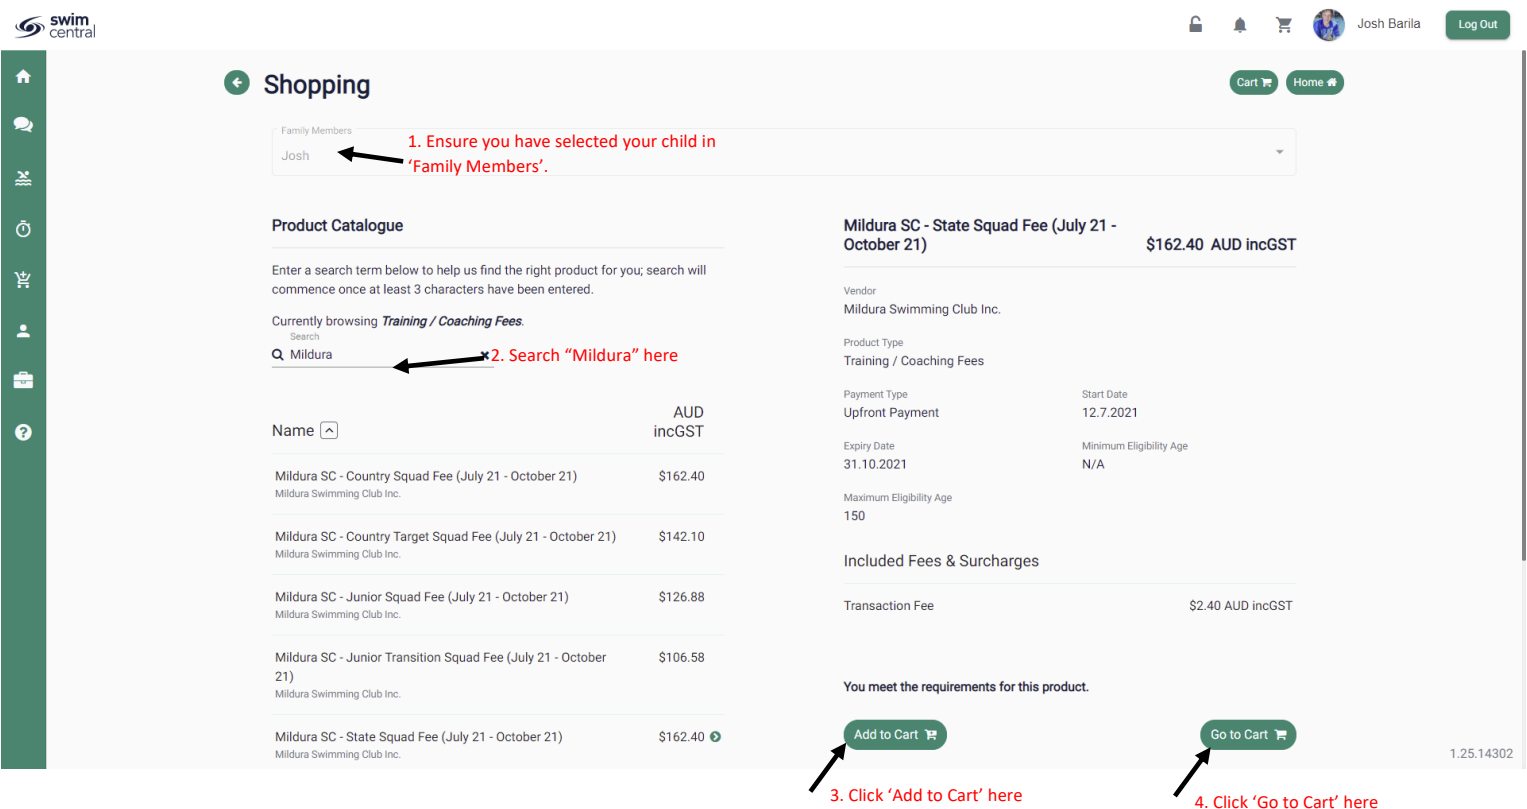 swim
central
Josh Barila
Log Out
Shopping
Cart
Home
Family Members
Josh
1. Ensure you have selected your child in
‘Family Members’.
Product Catalogue
Enter a search term below to help us find the right product for you; search will
commence once at least 3 characters have been entered.
Currently browsing Training / Coaching Fees.
Search
Mildura
2. Search “Mildura” here
Name
AUD
incGST
Mildura SC - Country Squad Fee (July 21 - October 21) $162.40
Mildura Swimming Club Inc.
Mildura SC - Country Target Squad Fee (July 21 - October 21) $142.10
Mildura Swimming Club Inc.
Mildura SC - Junior Squad Fee (July 21 - October 21) $126.88
Mildura Swimming Club Inc.
Mildura SC - Junior Transition Squad Fee (July 21 - October $106.58
21)
Mildura Swimming Club Inc.
Mildura SC - State Squad Fee (July 21 - October 21) $162.40
Mildura Swimming Club Inc.
Mildura SC - State Squad Fee (July 21 -
October 21) $162.40 AUD incGST
Vendor
Mildura Swimming Club Inc.
Product Type
Training / Coaching Fees
Payment Type Start Date
Upfront Payment 12.7.2021
Expiry Date Minimum Eligibility Age
31.10.2021 N/A
Maximum Eligibility Age
150
Included Fees & Surcharges
Transaction Fee $2.40 AUD incGST
You meet the requirements for this product.
Add to Cart Go to Cart
1.25.14302
3. Click ‘Add to Cart’ here
4. Click ‘Go to Cart’ here